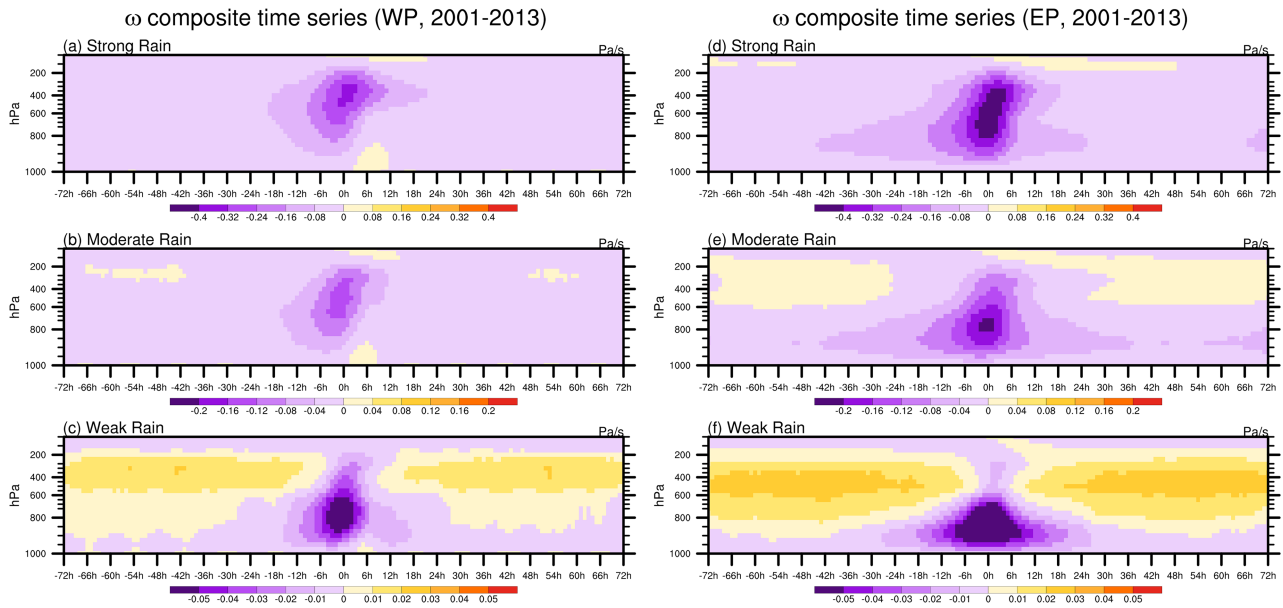 ω composite time series (WP, 2001-2013)
(a) Strong Rain Pa/s
200
400
600
800
1000
hPa
-72h -66h -60h -54h -48h -42h -36h -30h -24h -18h -12h -6h 0h 6h 12h 18h 24h 30h 36h 42h 48h 54h 60h 66h 72h
-0.4 -0.32 -0.24 -0.16 -0.08 0 0.08 0.16 0.24 0.32 0.4
(b) Moderate Rain Pa/s
200
400
600
800
1000
hPa
-72h -66h -60h -54h -48h -42h -36h -30h -24h -18h -12h -6h 0h 6h 12h 18h 24h 30h 36h 42h 48h 54h 60h 66h 72h
-0.2 -0.16 -0.12 -0.08 -0.04 0 0.04 0.08 0.12 0.16 0.2
(c) Weak Rain Pa/s
200
400
600
800
1000
hPa
-72h -66h -60h -54h -48h -42h -36h -30h -24h -18h -12h -6h 0h 6h 12h 18h 24h 30h 36h 42h 48h 54h 60h 66h 72h
-0.05 -0.04 -0.03 -0.02 -0.01 0 0.01 0.02 0.03 0.04 0.05
ω composite time series (EP, 2001-2013)
(d) Strong Rain Pa/s
200
400
600
800
1000
hPa
-72h -66h -60h -54h -48h -42h -36h -30h -24h -18h -12h -6h 0h 6h 12h 18h 24h 30h 36h 42h 48h 54h 60h 66h 72h
-0.4 -0.32 -0.24 -0.16 -0.08 0 0.08 0.16 0.24 0.32 0.4
(e) Moderate Rain Pa/s
200
400
600
800
1000
hPa
-72h -66h -60h -54h -48h -42h -36h -30h -24h -18h -12h -6h 0h 6h 12h 18h 24h 30h 36h 42h 48h 54h 60h 66h 72h
-0.2 -0.16 -0.12 -0.08 -0.04 0 0.04 0.08 0.12 0.16 0.2
(f) Weak Rain Pa/s
200
400
600
800
1000
hPa
-72h -66h -60h -54h -48h -42h -36h -30h -24h -18h -12h -6h 0h 6h 12h 18h 24h 30h 36h 42h 48h 54h 60h 66h 72h
-0.05 -0.04 -0.03 -0.02 -0.01 0 0.01 0.02 0.03 0.04 0.05